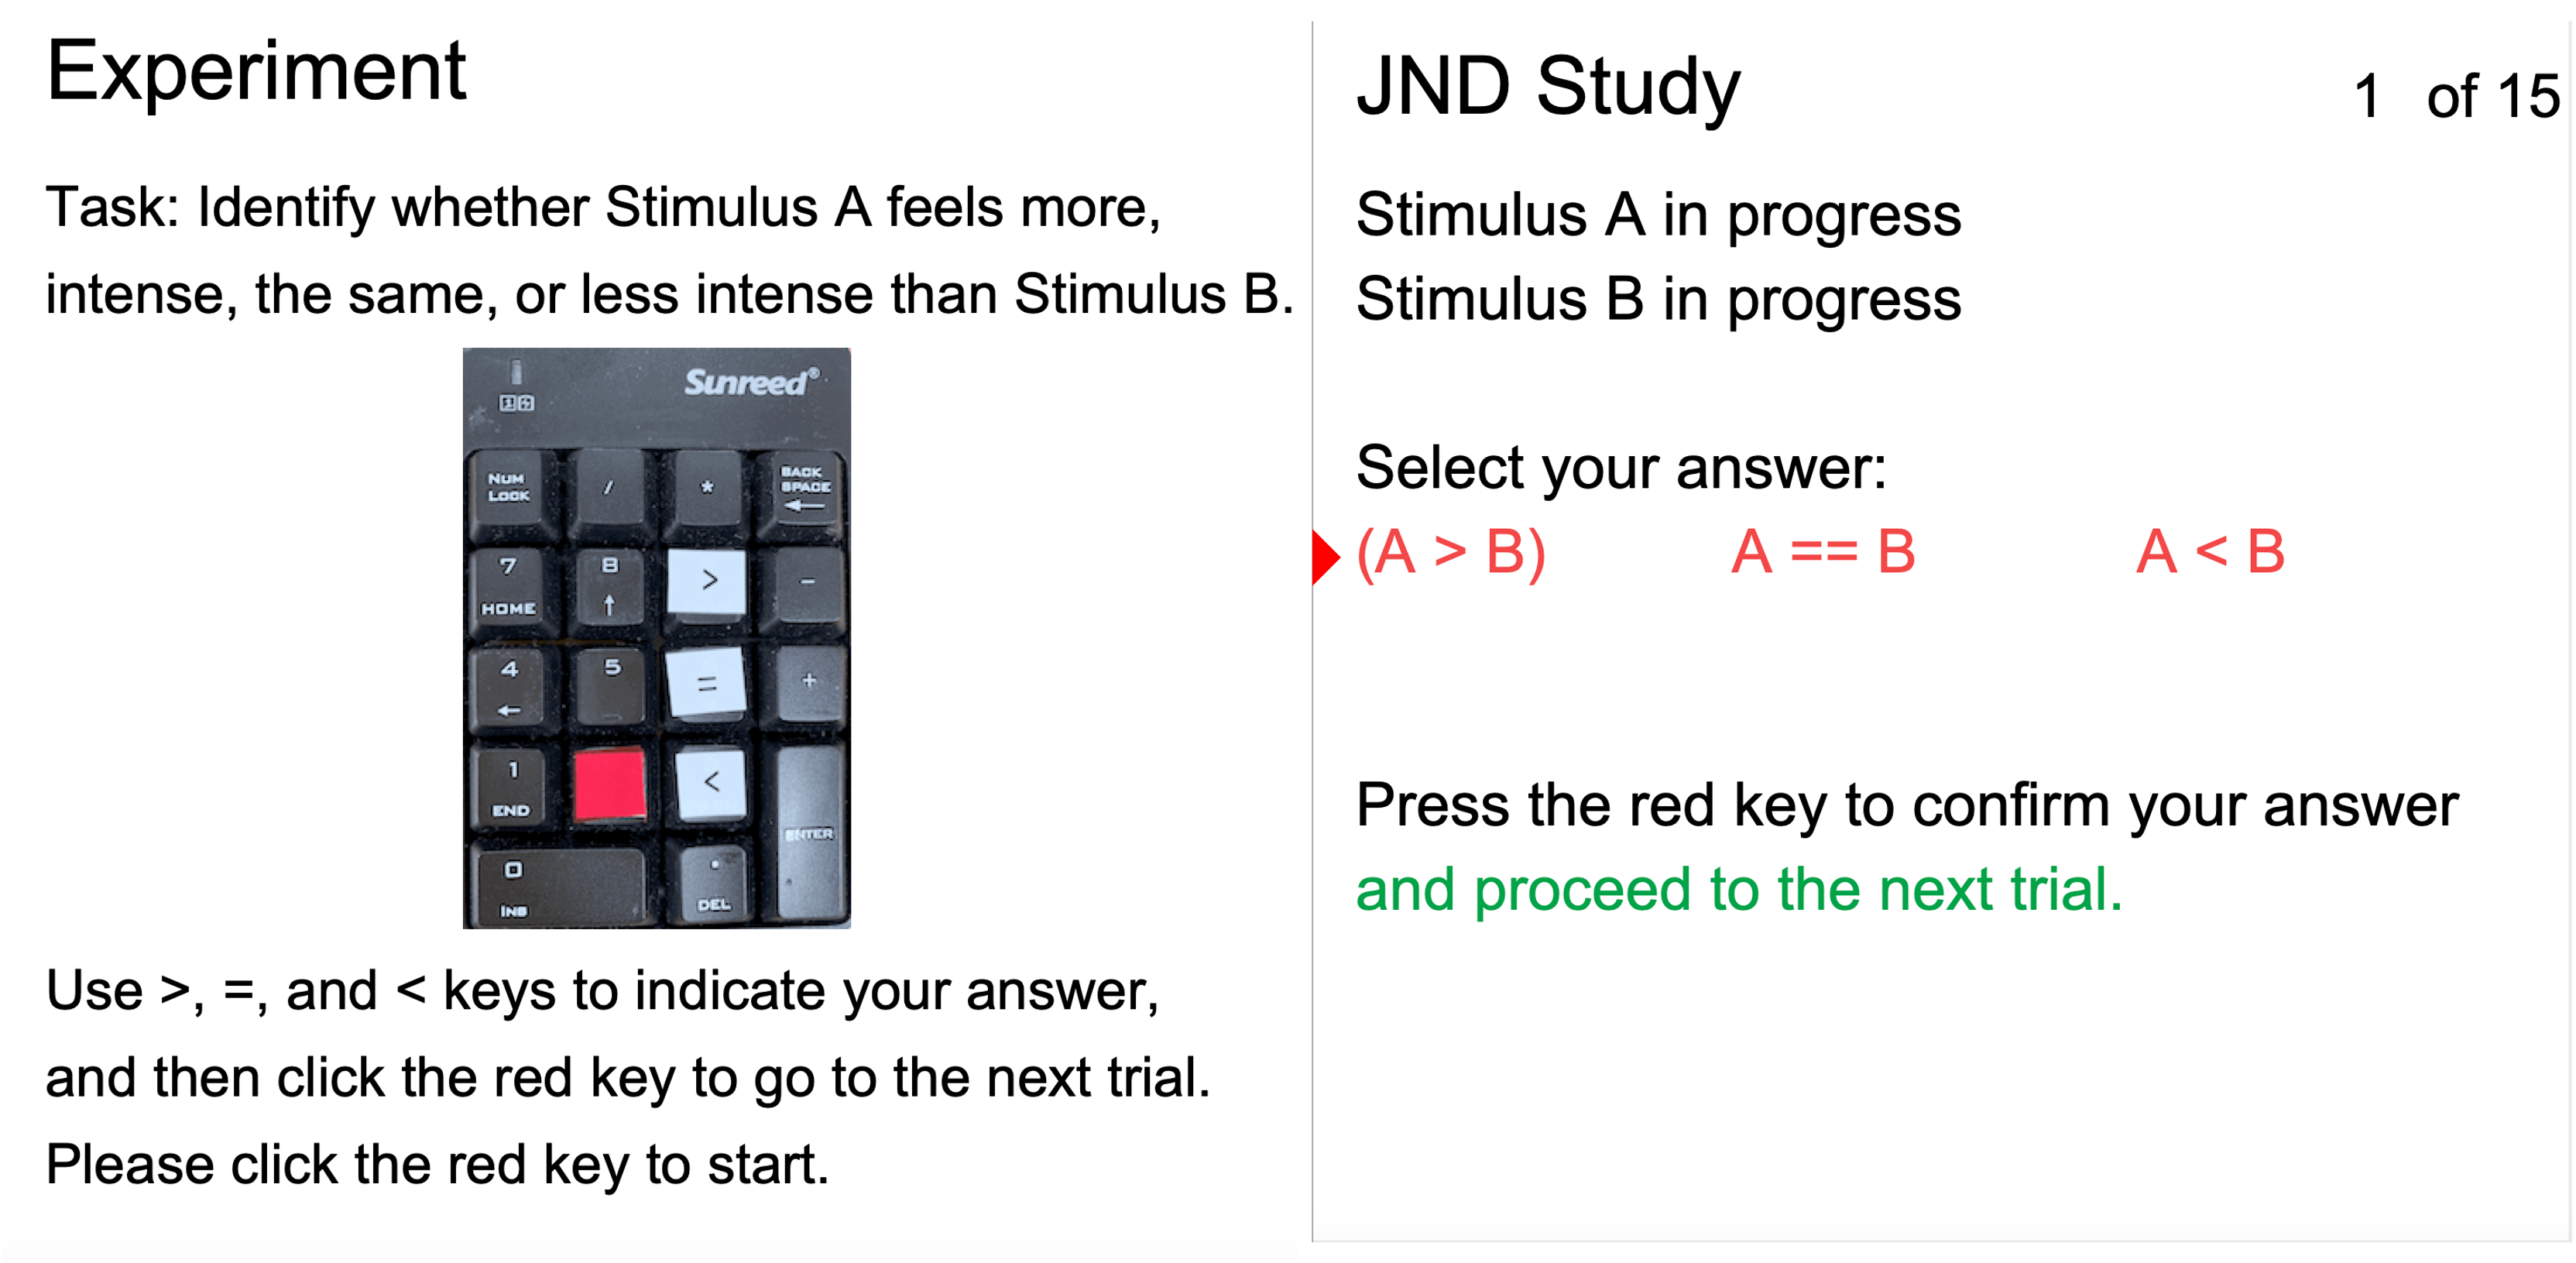 Experiment
Task: Identify whether Stimulus A feels more,
intense, the same, or less intense than Stimulus B.
Sunreed®
NUM LOCK
/
*
BACK SPACE
←
7
HOME
8
↑
>
-
4
←
5
=
+
1
END
<
ENTER
0
INS
.
DEL
Use >, =, and < keys to indicate your answer,
and then click the red key to go to the next trial.
Please click the red key to start.
JND Study
1 of 15
Stimulus A in progress
Stimulus B in progress
Select your answer:
(A > B) A == B A < B
Press the red key to confirm your answer
and proceed to the next trial.